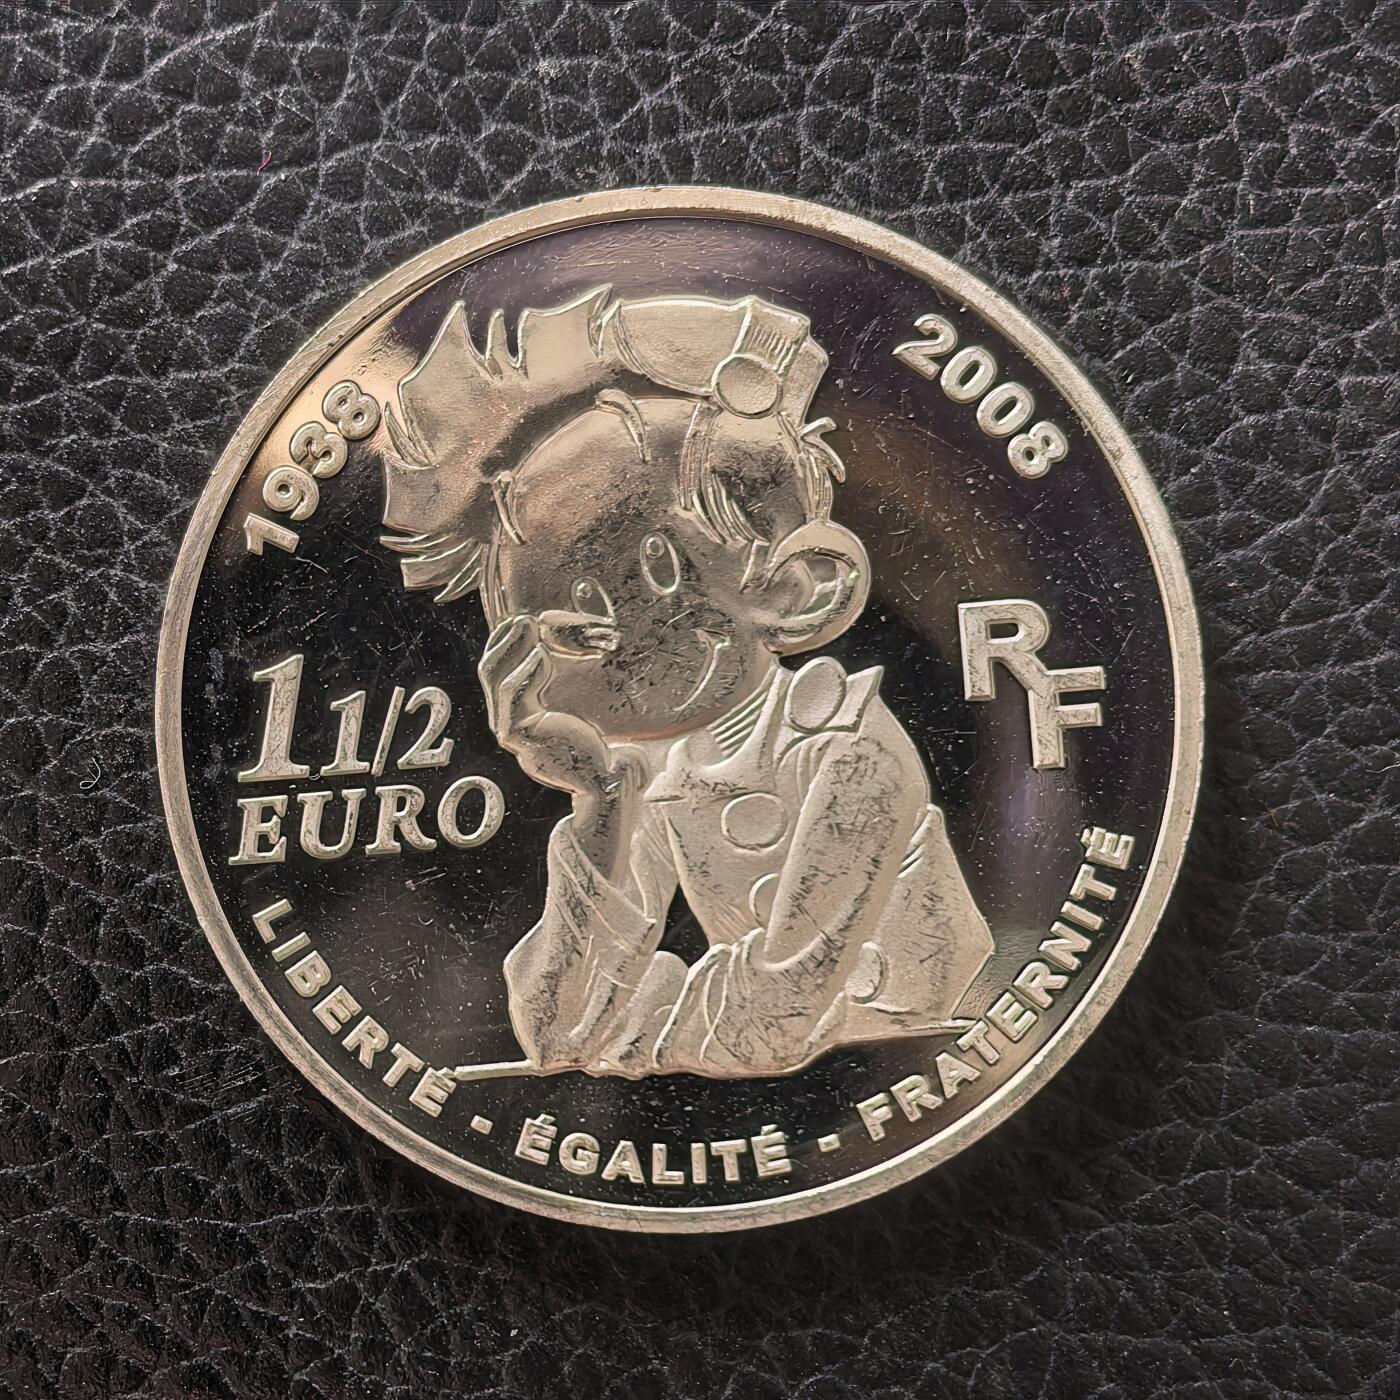 1938
2008
1 1/2
EURO
RF
LIBERTÉ - ÉGALITÉ - FRATERNITÉ